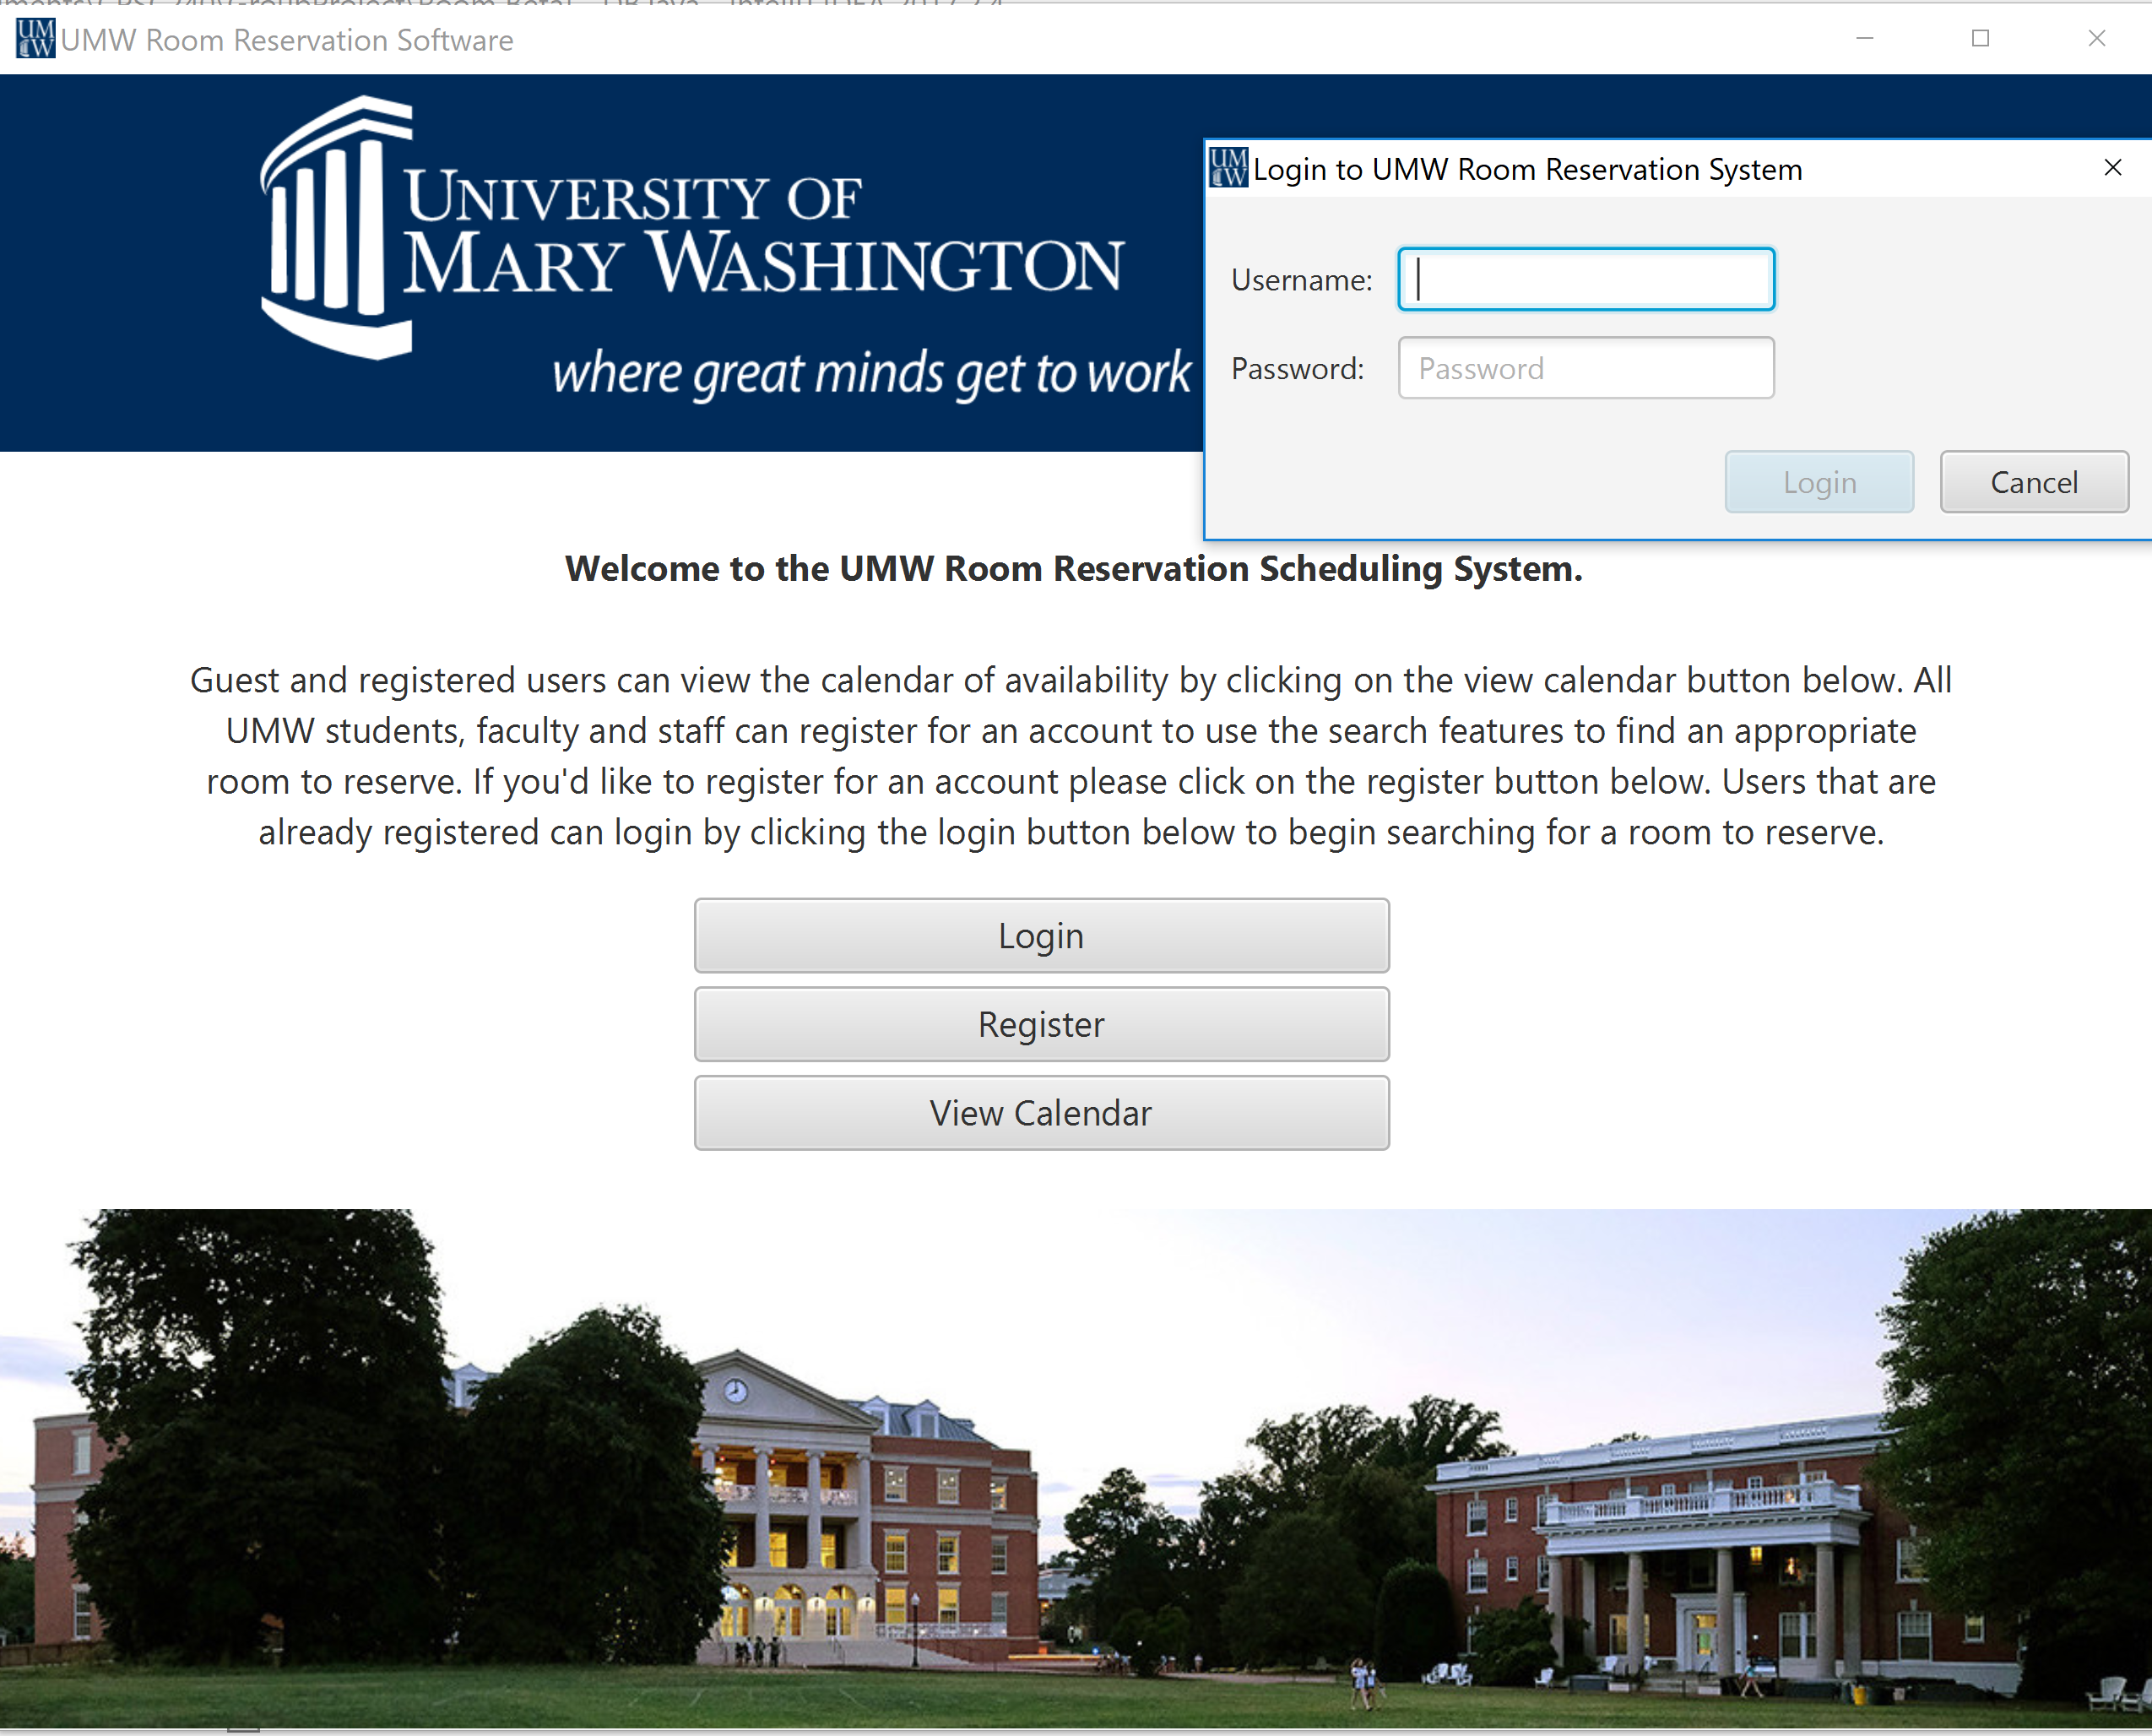 UMW Room Reservation Software
UNIVERSITY OF
MARY WASHINGTON
where great minds get to work
Login to UMW Room Reservation System
Username:
Password: Password
Login Cancel
Welcome to the UMW Room Reservation Scheduling System.
Guest and registered users can view the calendar of availability by clicking on the view calendar button below. All
UMW students, faculty and staff can register for an account to use the search features to find an appropriate
room to reserve. If you'd like to register for an account please click on the register button below. Users that are
already registered can login by clicking the login button below to begin searching for a room to reserve.
Login
Register
View Calendar